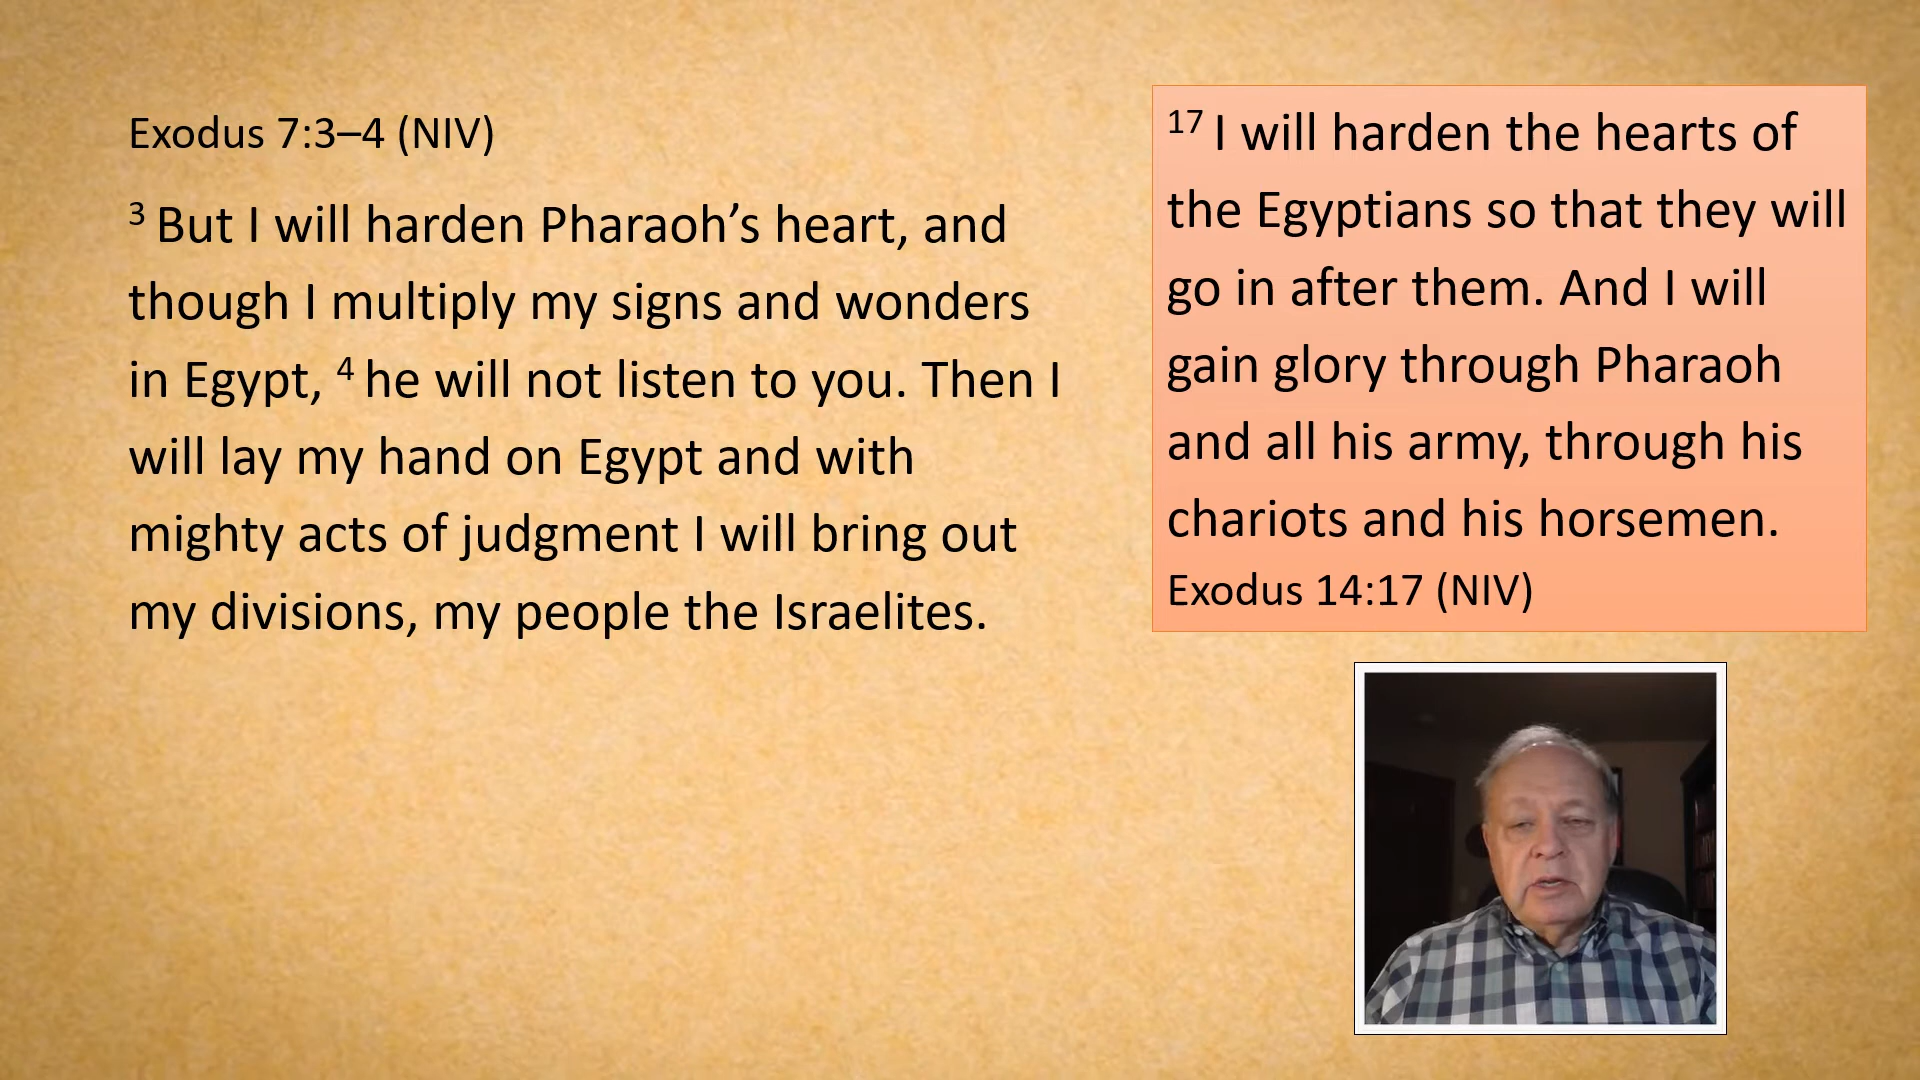 Exodus 7:3–4 (NIV)
3 But I will harden Pharaoh’s heart, and
though I multiply my signs and wonders
in Egypt, 4 he will not listen to you. Then I
will lay my hand on Egypt and with
mighty acts of judgment I will bring out
my divisions, my people the Israelites.
17 I will harden the hearts of
the Egyptians so that they will
go in after them. And I will
gain glory through Pharaoh
and all his army, through his
chariots and his horsemen.
Exodus 14:17 (NIV)